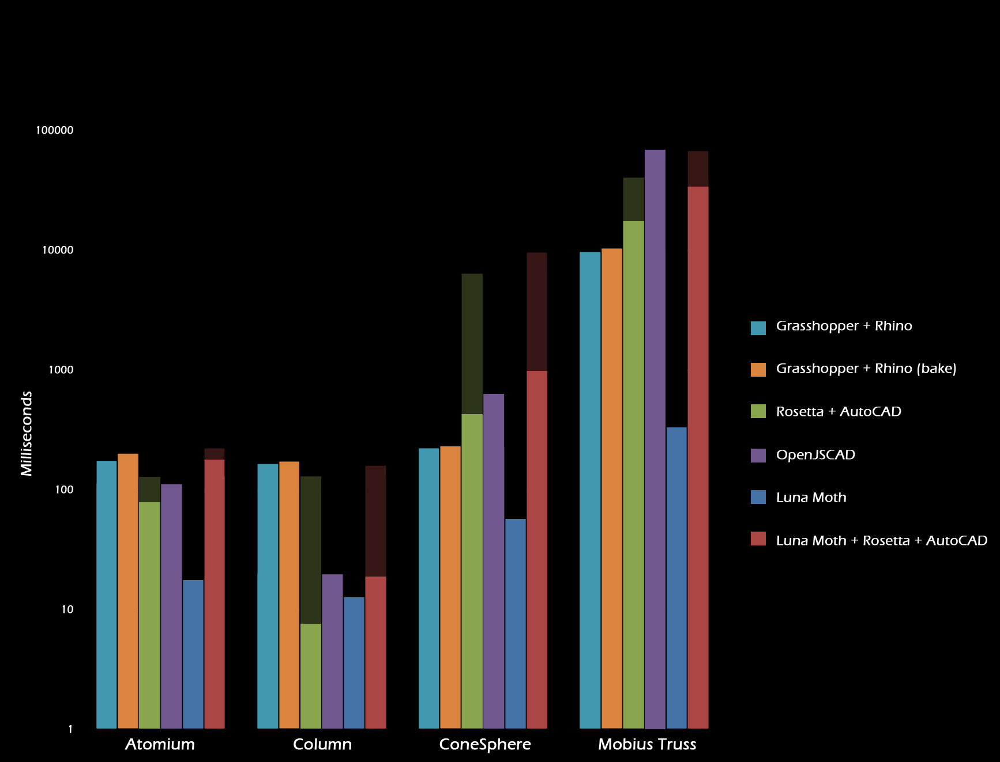 100000
10000
1000
100
10
1
Milliseconds
Atomium
Column
ConeSphere
Mobius Truss
Grasshopper + Rhino
Grasshopper + Rhino (bake)
Rosetta + AutoCAD
OpenJSCAD
Luna Moth
Luna Moth + Rosetta + AutoCAD